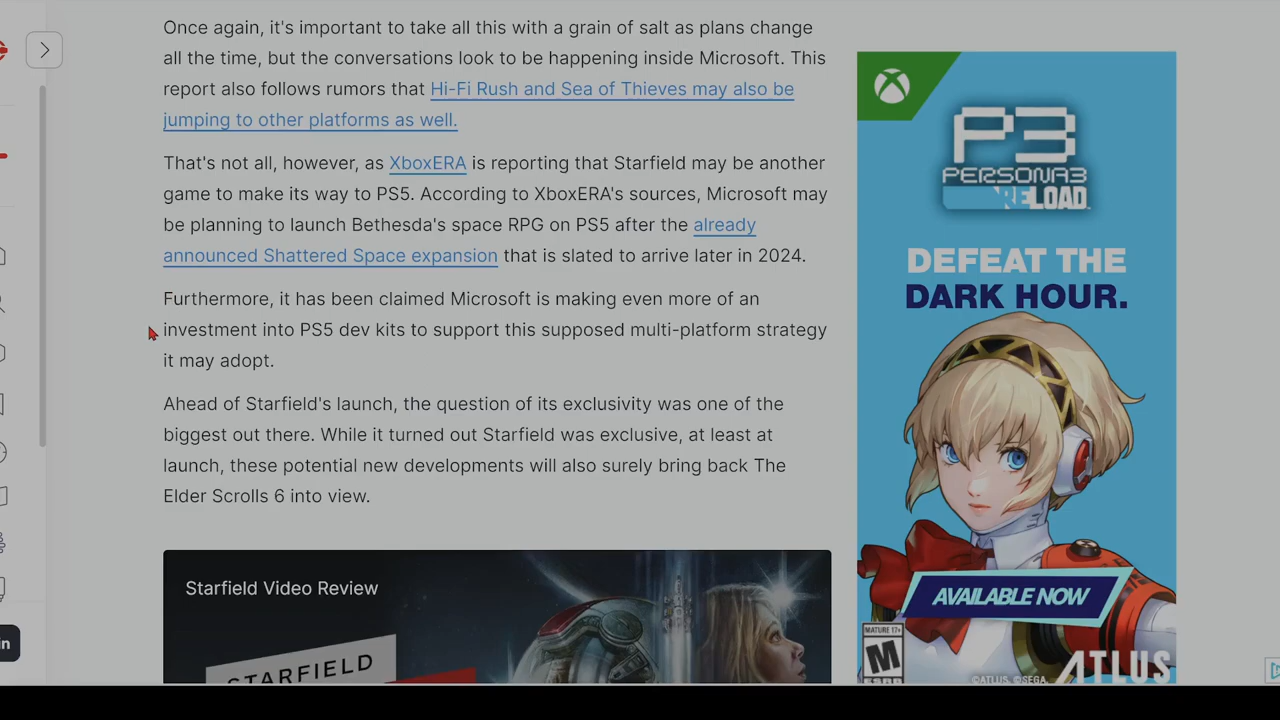 Once again, it's important to take all this with a grain of salt as plans change
all the time, but the conversations look to be happening inside Microsoft. This
report also follows rumors that Hi-Fi Rush and Sea of Thieves may also be
jumping to other platforms as well.
That's not all, however, as XboxERA is reporting that Starfield may be another
game to make its way to PS5. According to XboxERA's sources, Microsoft may
be planning to launch Bethesda's space RPG on PS5 after the already
announced Shattered Space expansion that is slated to arrive later in 2024.
Furthermore, it has been claimed Microsoft is making even more of an
investment into PS5 dev kits to support this supposed multi-platform strategy
it may adopt.
Ahead of Starfield's launch, the question of its exclusivity was one of the
biggest out there. While it turned out Starfield was exclusive, at least at
launch, these potential new developments will also surely bring back The
Elder Scrolls 6 into view.
Starfield Video Review
STARFIELD
in
P3
PERSONA3
RELOAD
DEFEAT THE
DARK HOUR.
AVAILABLE NOW
MATURE 17+
M
ESRB
ATLUS
©ATLUS. ©SEGA.